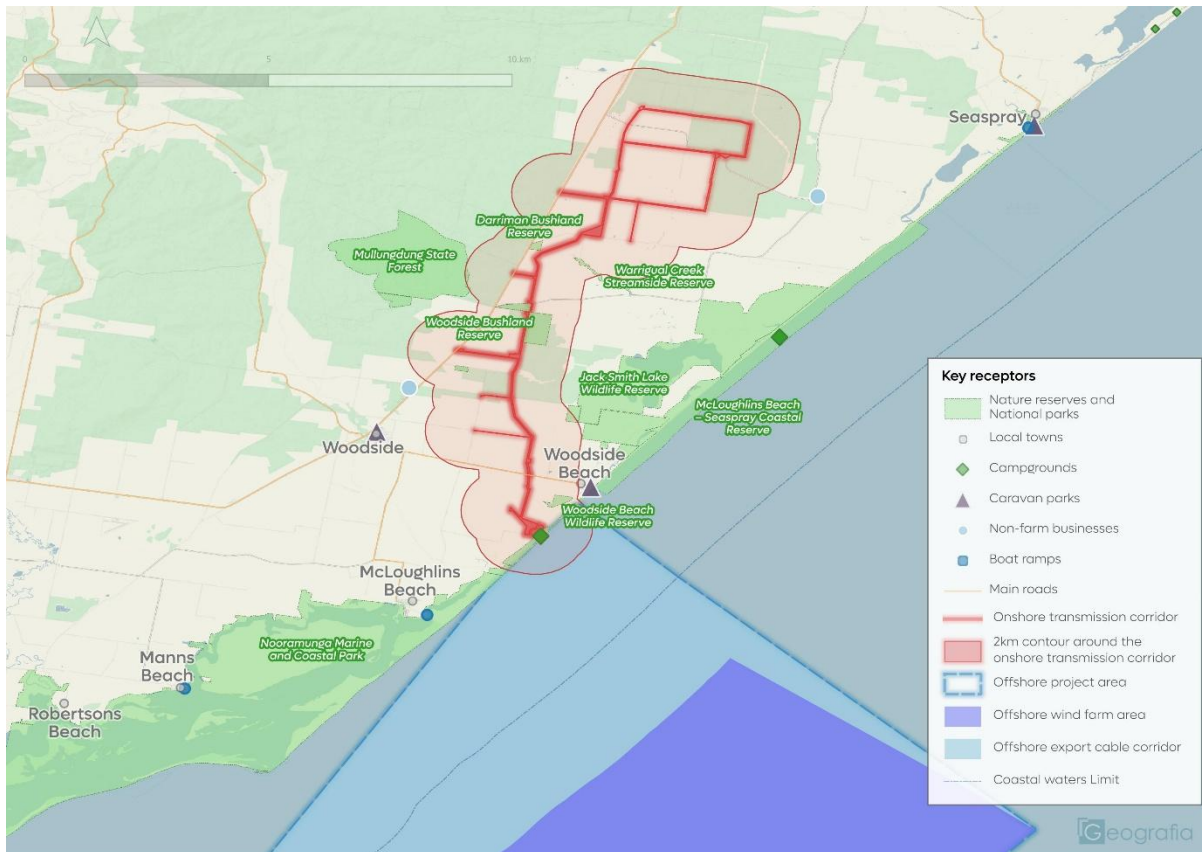 0
5
10 km
Seaspray
Darriman Bushland
Reserve
Mullungdung State
Forest
Warrigual Creek
Streamside Reserve
Woodside Bushland
Reserve
Jack Smith Lake
Wildlife Reserve
McLoughlins Beach
- Seaspray Coastal
Reserve
Woodside
Woodside
Beach
Woodside Beach
Wildlife Reserve
McLoughlins
Beach
Nooramunga Marine
and Coastal Park
Manns
Beach
Robertsons
Beach
Key receptors
Nature reserves and
National parks
Local towns
Campgrounds
Caravan parks
Non-farm businesses
Boat ramps
Main roads
Onshore transmission corridor
2km contour around the
onshore transmission corridor
Offshore project area
Offshore wind farm area
Offshore export cable corridor
Coastal waters Limit
Geografia